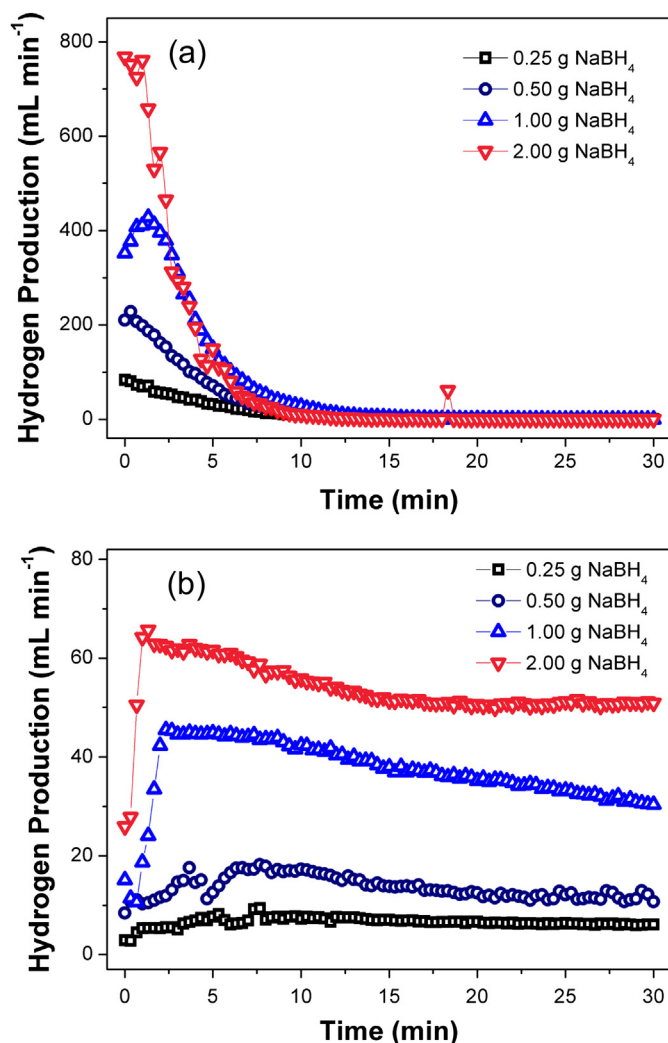 (a)
Hydrogen Production (mL min⁻¹)
800
600
400
200
0
0.25 g NaBH₄
0.50 g NaBH₄
1.00 g NaBH₄
2.00 g NaBH₄
0 5 10 15 20 25 30
Time (min)
(b)
Hydrogen Production (mL min⁻¹)
80
60
40
20
0
0.25 g NaBH₄
0.50 g NaBH₄
1.00 g NaBH₄
2.00 g NaBH₄
0 5 10 15 20 25 30
Time (min)